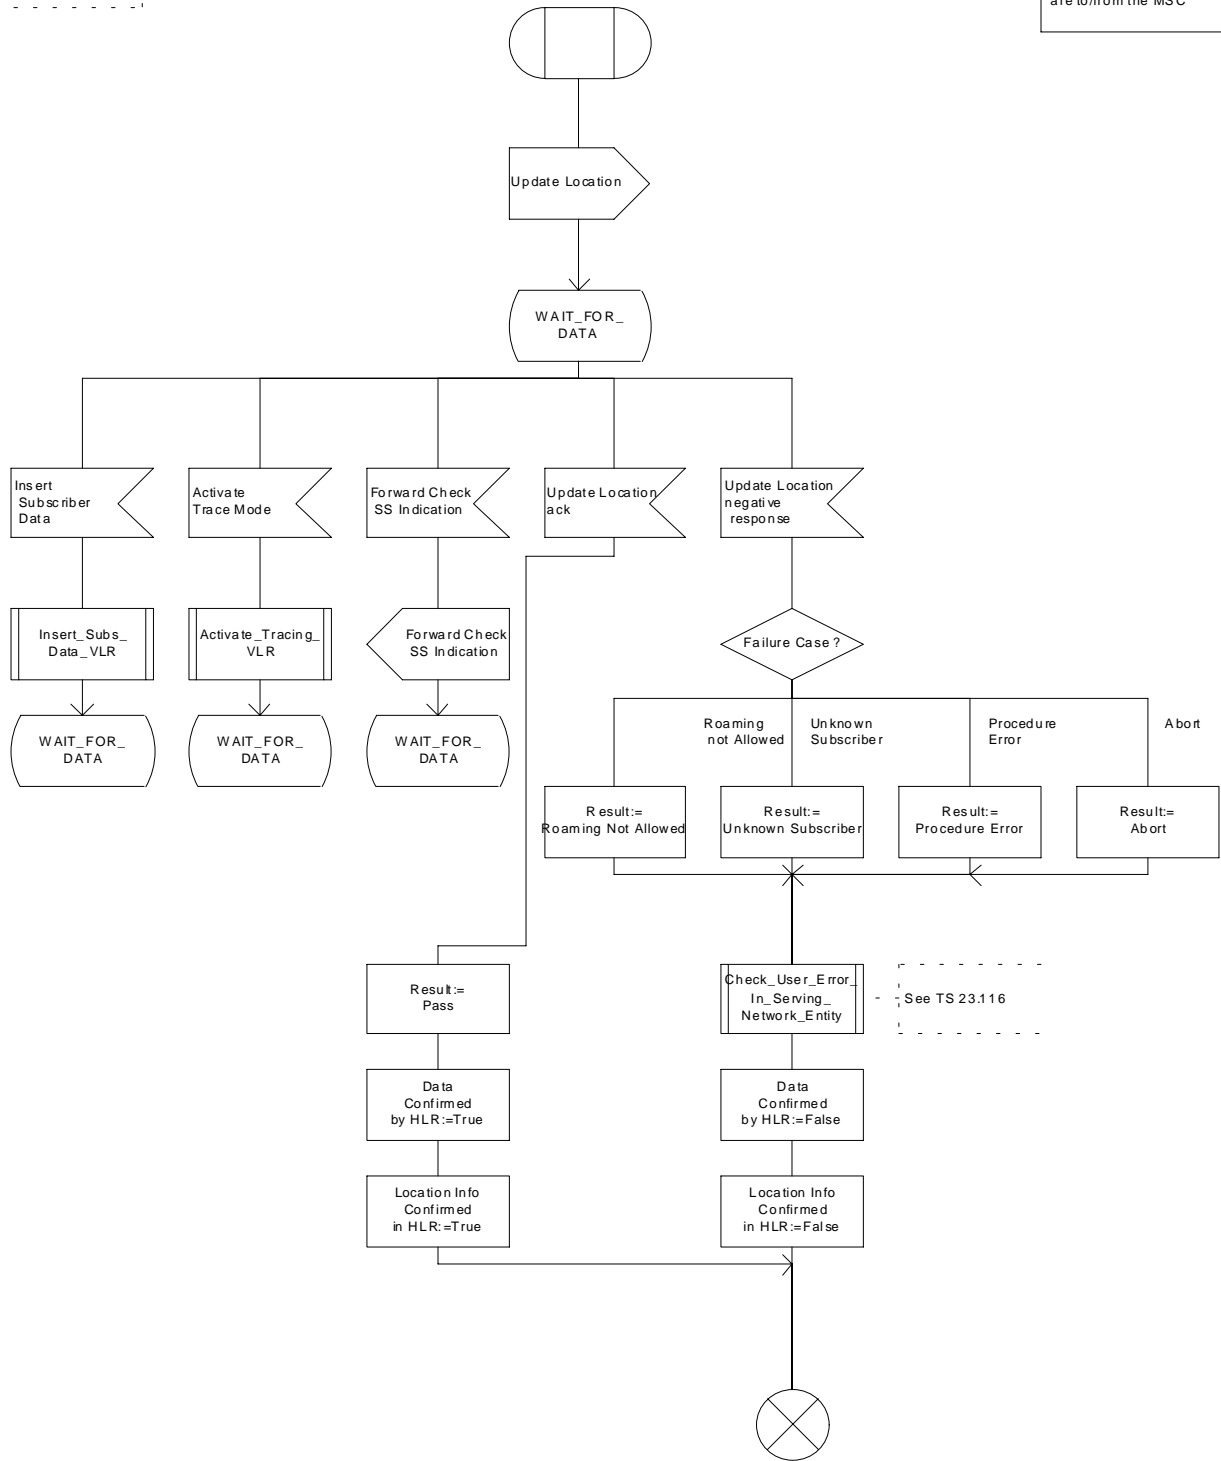 are to/from the MSC
Update Location
WAIT_FOR_
DATA
Insert
Subscriber
Data
Activate
Trace Mode
Forward Check
SS Indication
Update Location
ack
Update Location
negative
response
Insert_Subs_
Data_VLR
Activate_Tracing_
VLR
Forward Check
SS Indication
Failure Case ?
WAIT_FOR_
DATA
WAIT_FOR_
DATA
WAIT_FOR_
DATA
Roaming
not Allowed
Unknown
Subscriber
Procedure
Error
Abort
Result:=
Roaming Not Allowed
Result:=
Unknown Subscriber
Result:=
Procedure Error
Result:=
Abort
Result:=
Pass
Check_User_Error_
In_Serving_
Network_Entity
See TS 23.116
Data
Confirmed
by HLR:=True
Data
Confirmed
by HLR:=False
Location Info
Confirmed
in HLR:=True
Location Info
Confirmed
in HLR:=False